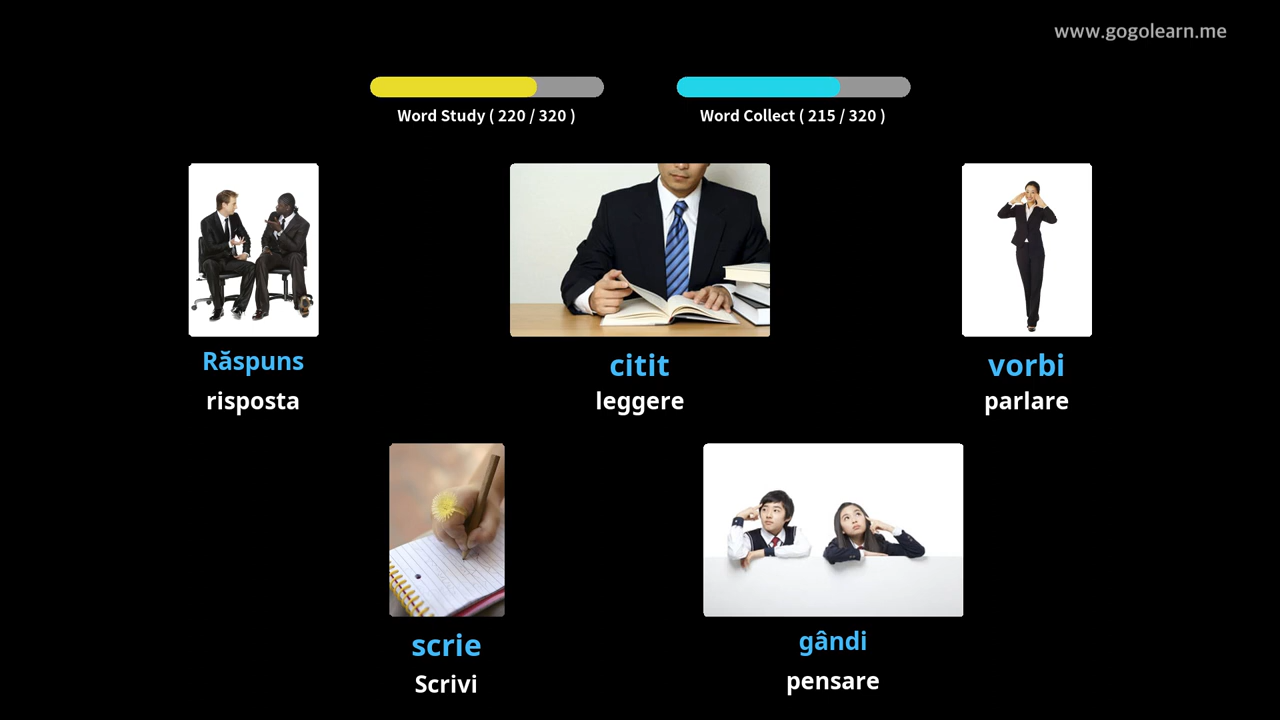 www.gogolearn.me
Word Study ( 220 / 320 )
Word Collect ( 215 / 320 )
Răspuns
risposta
citit
leggere
vorbi
parlare
scrie
Scrivi
gândi
pensare